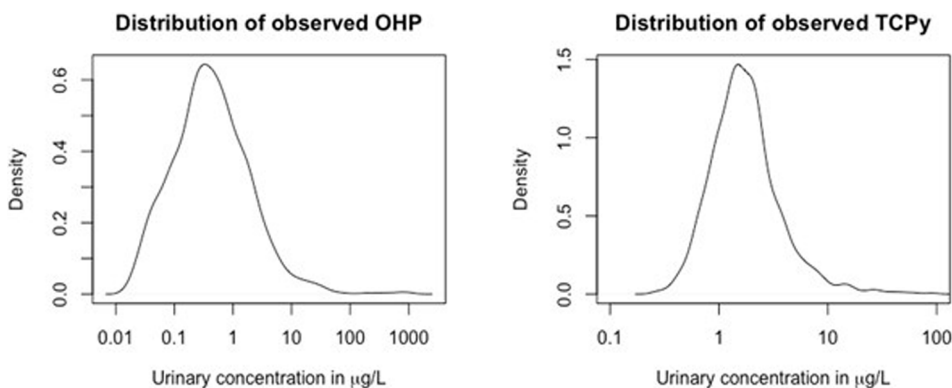 Distribution of observed OHP
Density
0.0 0.2 0.4 0.6
0.01 0.1 1 10 100 1000
Urinary concentration in μg/L
Distribution of observed TCPy
Density
0.0 0.5 1.0 1.5
0.1 1 10 100
Urinary concentration in μg/L